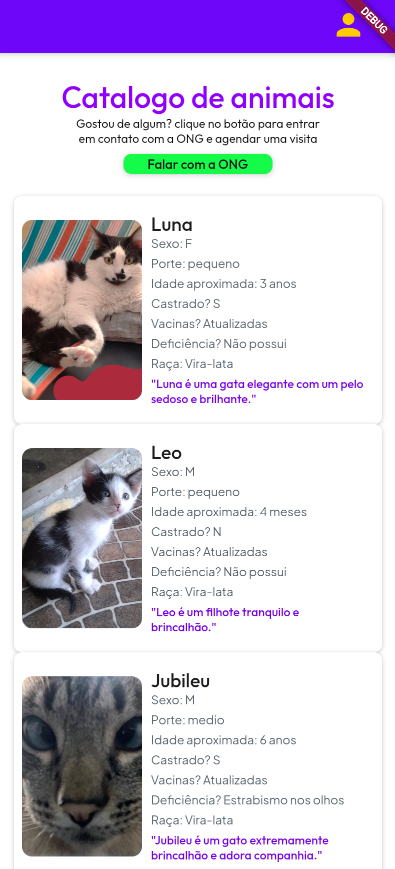 DEBUG
Catalogo de animais
Gostou de algum? clique no botão para entrar
em contato com a ONG e agendar uma visita
Falar com a ONG
Luna
Sexo: F
Porte: pequeno
Idade aproximada: 3 anos
Castrado? S
Vacinas? Atualizadas
Deficiência? Não possui
Raça: Vira-lata
"Luna é uma gata elegante com um pelo
sedoso e brilhante."
Leo
Sexo: M
Porte: pequeno
Idade aproximada: 4 meses
Castrado? N
Vacinas? Atualizadas
Deficiência? Não possui
Raça: Vira-lata
"Leo é um filhote tranquilo e
brincalhão."
Jubileu
Sexo: M
Porte: medio
Idade aproximada: 6 anos
Castrado? S
Vacinas? Atualizadas
Deficiência? Estrabismo nos olhos
Raça: Vira-lata
"Jubileu é um gato extremamente
brincalhão e adora companhia."